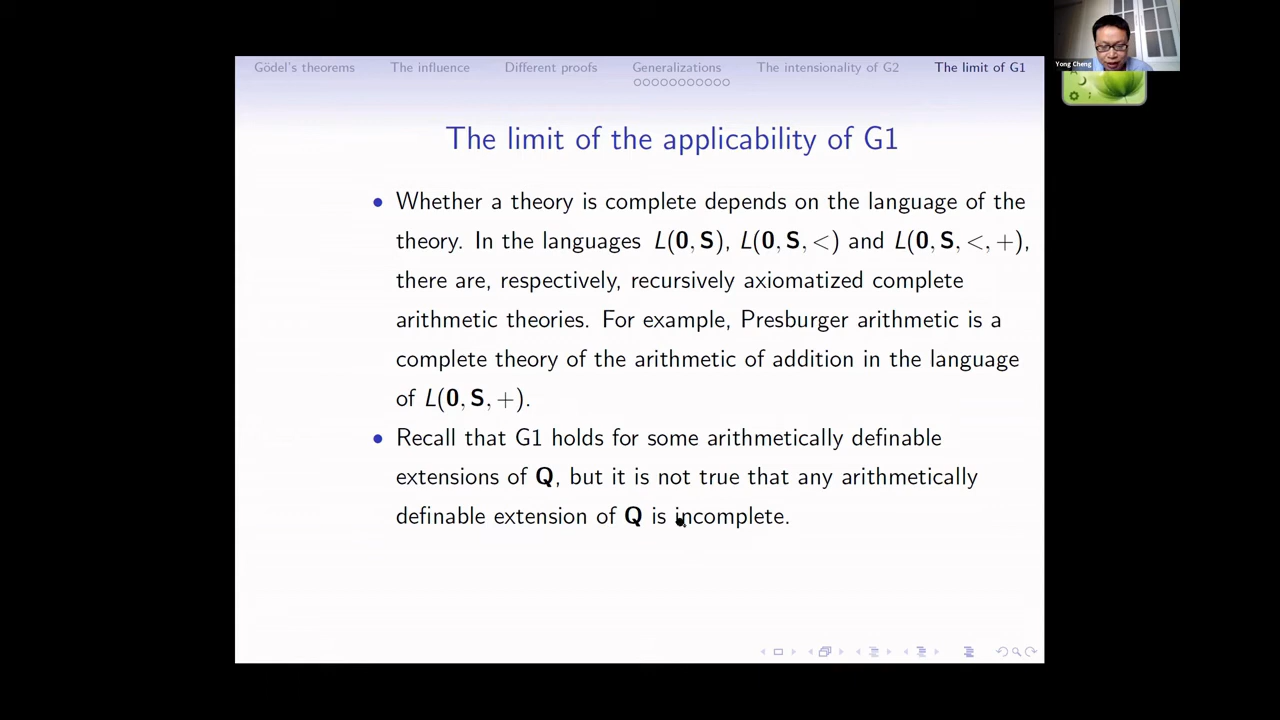 Gödel's theorems The influence Different proofs Generalizations The intensionality of G2 The limit of G1
Yong Cheng
The limit of the applicability of G1
• Whether a theory is complete depends on the language of the
theory. In the languages L(0, S), L(0, S, <) and L(0, S, <, +),
there are, respectively, recursively axiomatized complete
arithmetic theories. For example, Presburger arithmetic is a
complete theory of the arithmetic of addition in the language
of L(0, S, +).
• Recall that G1 holds for some arithmetically definable
extensions of Q, but it is not true that any arithmetically
definable extension of Q is incomplete.